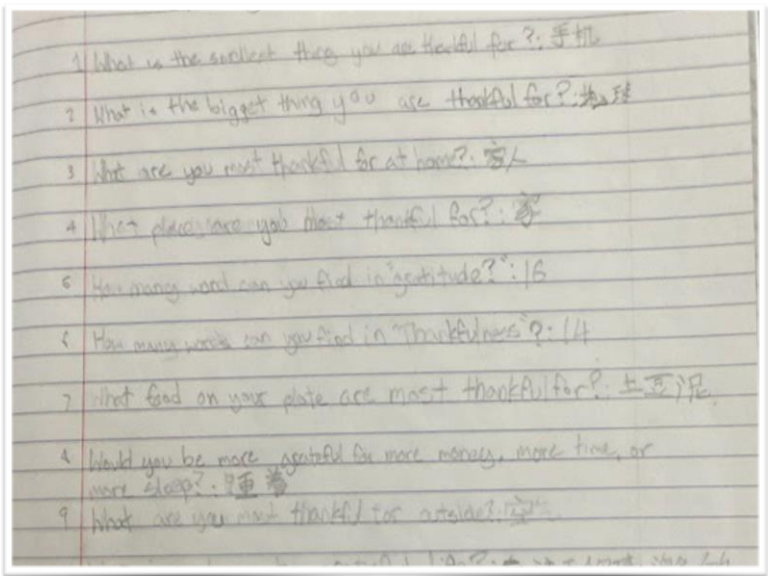 1 What is the smllest thing you are thankful for?: 手机
2 What is the biggest thing you are thankful for?: 地球
3 What are you most thankful for at home?: 家人
4 What places are you most thankful for?: 家
5 How many word can you find in "gratitude?": 16
6 How many words can you find in "Thankfulness"?: 14
7 What food on your plate are most thankful for?: 土豆泥
8 Would you be more grateful for more money, more time, or
more sleep?: 睡着
9 What are you most thankful for outside?: 空气